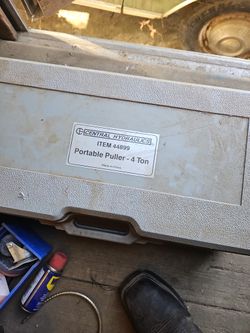 CENTRAL HYDRAULICS
ITEM 44899
Portable Puller - 4 Ton